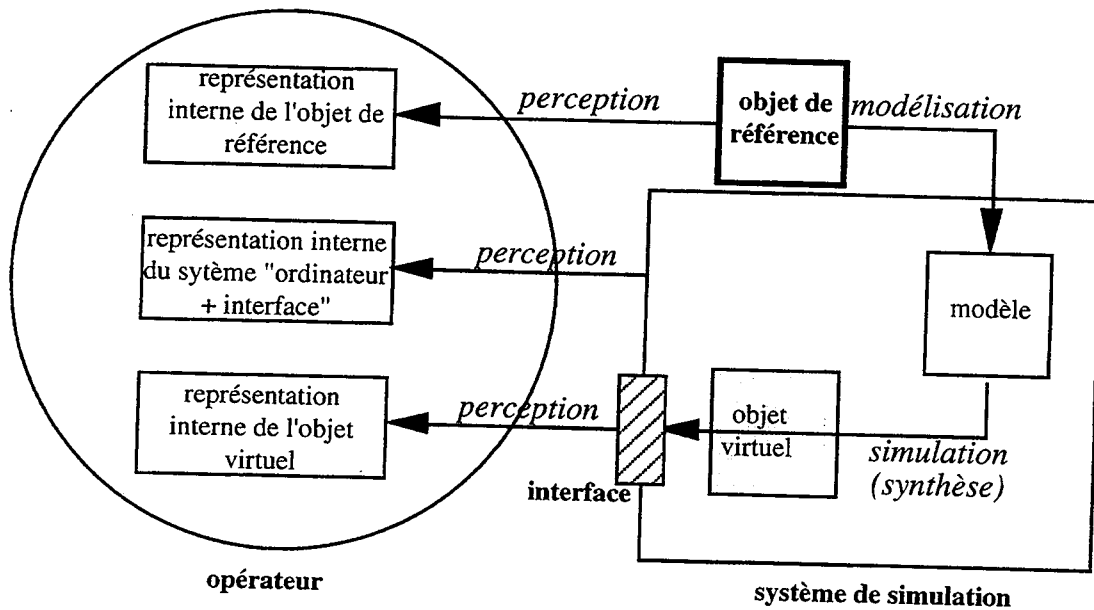 représentation
interne de l'objet de
référence
perception
objet de
référence
modélisation
représentation interne
du sytème "ordinateur
+ interface"
perception
modèle
représentation
interne de l'objet
virtuel
perception
objet
virtuel
simulation
(synthèse)
interface
opérateur
système de simulation